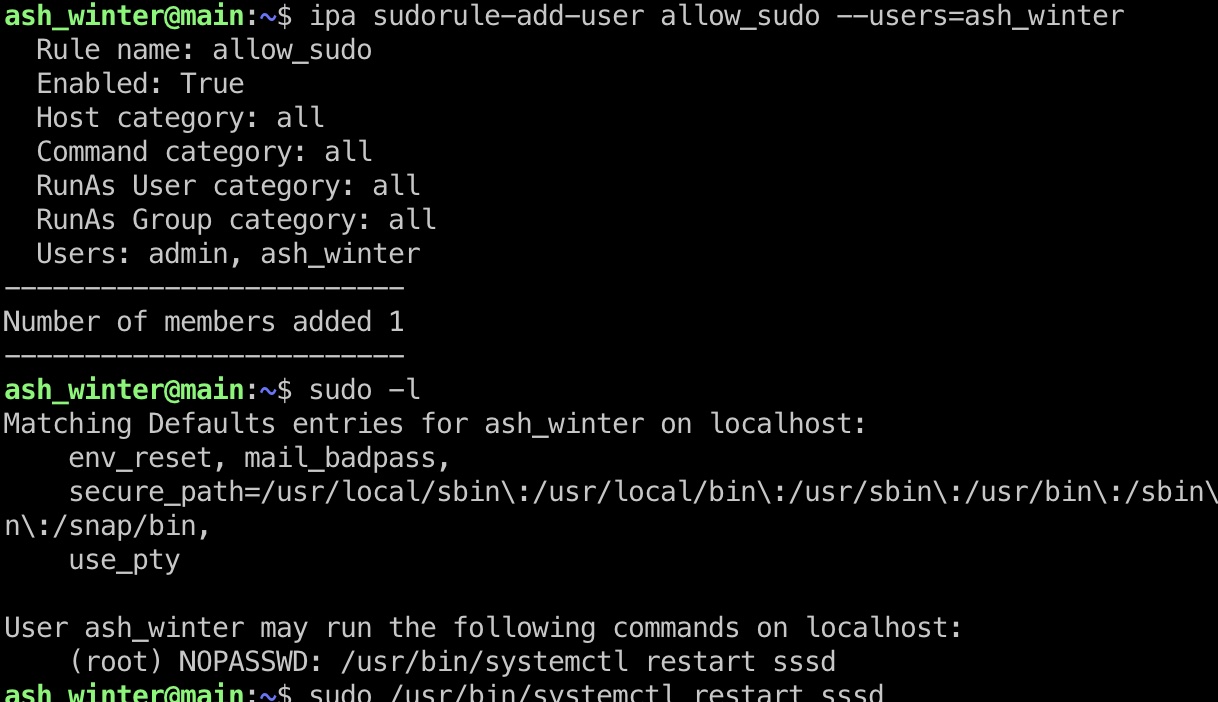 ash_winter@main:~$ ipa sudorule-add-user allow_sudo --users=ash_winter
  Rule name: allow_sudo
  Enabled: True
  Host category: all
  Command category: all
  RunAs User category: all
  RunAs Group category: all
  Users: admin, ash_winter
-------------------------
Number of members added 1
-------------------------
ash_winter@main:~$ sudo -l
Matching Defaults entries for ash_winter on localhost:
    env_reset, mail_badpass,
    secure_path=/usr/local/sbin\:/usr/local/bin\:/usr/sbin\:/usr/bin\:/sbin\
n\:/snap/bin,
    use_pty

User ash_winter may run the following commands on localhost:
    (root) NOPASSWD: /usr/bin/systemctl restart sssd
ash_winter@main:~$ sudo /usr/bin/systemctl restart sssd